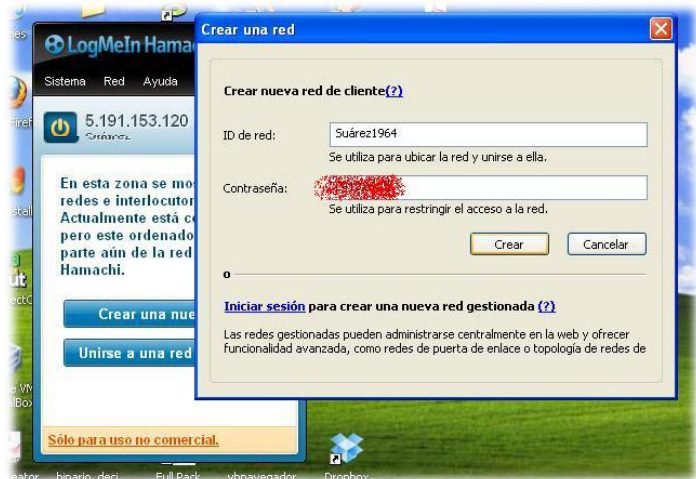 Crear una red
LogMeIn Hama
Sistema Red Ayuda
5.191.153.120
Suárez
En esta zona se mo
redes e interlocutor
Actualmente está c
pero este ordenado
parte aún de la red
Hamachi.
Crear una nue
Unirse a una red
Sólo para uso no comercial.
Crear nueva red de cliente(?)
ID de red: Suárez1964
Se utiliza para ubicar la red y unirse a ella.
Contraseña:
Se utiliza para restringir el acceso a la red.
Crear Cancelar
o
Iniciar sesión para crear una nueva red gestionada (?)
Las redes gestionadas pueden administrarse centralmente en la web y ofrecer
funcionalidad avanzada, como redes de puerta de enlace o topología de redes de
binario_deci Full Pack vbnavegador Dropbox